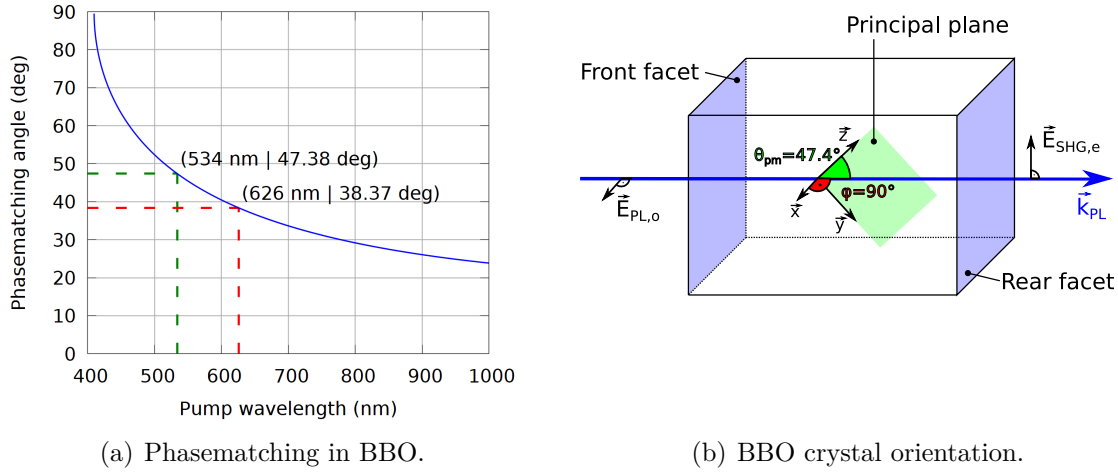 90
80
70
60
50
40
30
20
10
0
Phasematching angle (deg)
(534 nm | 47.38 deg)
(626 nm | 38.37 deg)
400 500 600 700 800 900 1000
Pump wavelength (nm)
(a) Phasematching in BBO.
Principal plane
Front facet
z⃗
θpm=47.4°
φ=90°
x⃗
y⃗
E⃗PL,o
E⃗SHG,e
k⃗PL
Rear facet
(b) BBO crystal orientation.